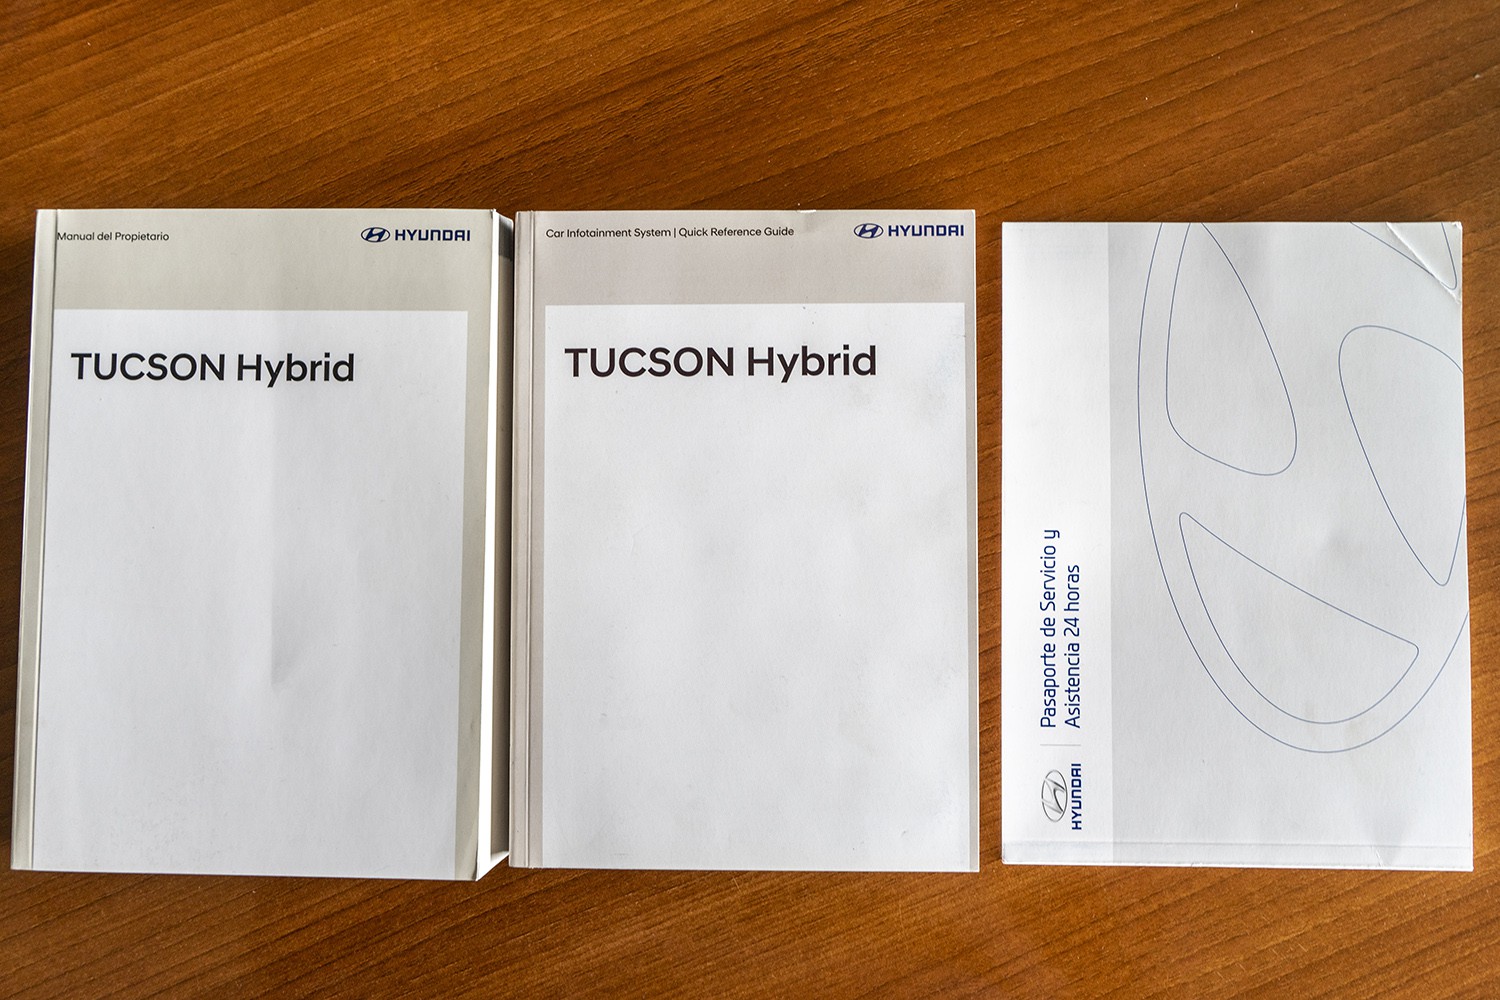 Manual del Propietario
HYUNDAI
TUCSON Hybrid
Car Infotainment System | Quick Reference Guide
HYUNDAI
TUCSON Hybrid
Pasaporte de Servicio y
Asistencia 24 horas
HYUNDAI